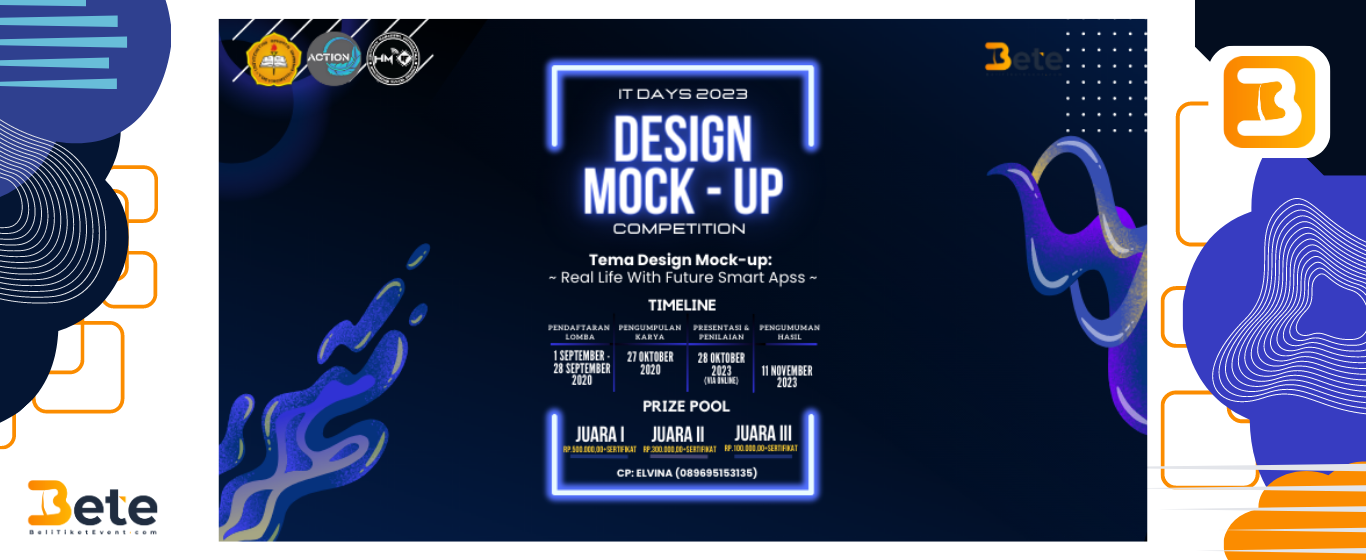 ACTION
HM
Bete
IT DAYS 2023
DESIGN
MOCK - UP
COMPETITION
Tema Design Mock-up:
~ Real Life With Future Smart Apss ~
TIMELINE
PENDAFTARAN
LOMBA
1 SEPTEMBER -
28 SEPTEMBER
2020
PENGUMPULAN
KARYA
27 OKTOBER
2020
PRESENTASI &
PENILAIAN
28 OKTOBER
2023
(VIA ONLINE)
PENGUMUMAN
HASIL
11 NOVEMBER
2023
PRIZE POOL
JUARA I
RP.500.000,00+SERTIFIKAT
JUARA II
RP.300.000,00+SERTIFIKAT
JUARA III
RP.100.000,00+SERTIFIKAT
CP: ELVINA (089695153135)
B
Bete
BeliTiketEvent.com